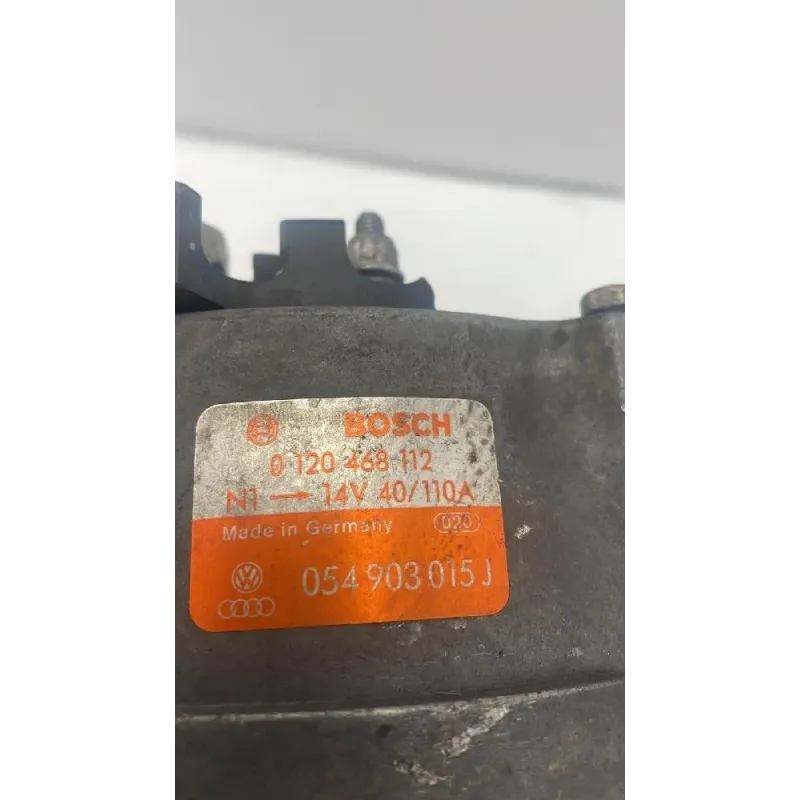 BOSCH
0 120 468 112
N1 → 14V 40/110A
Made in Germany 020
054 903 015 J